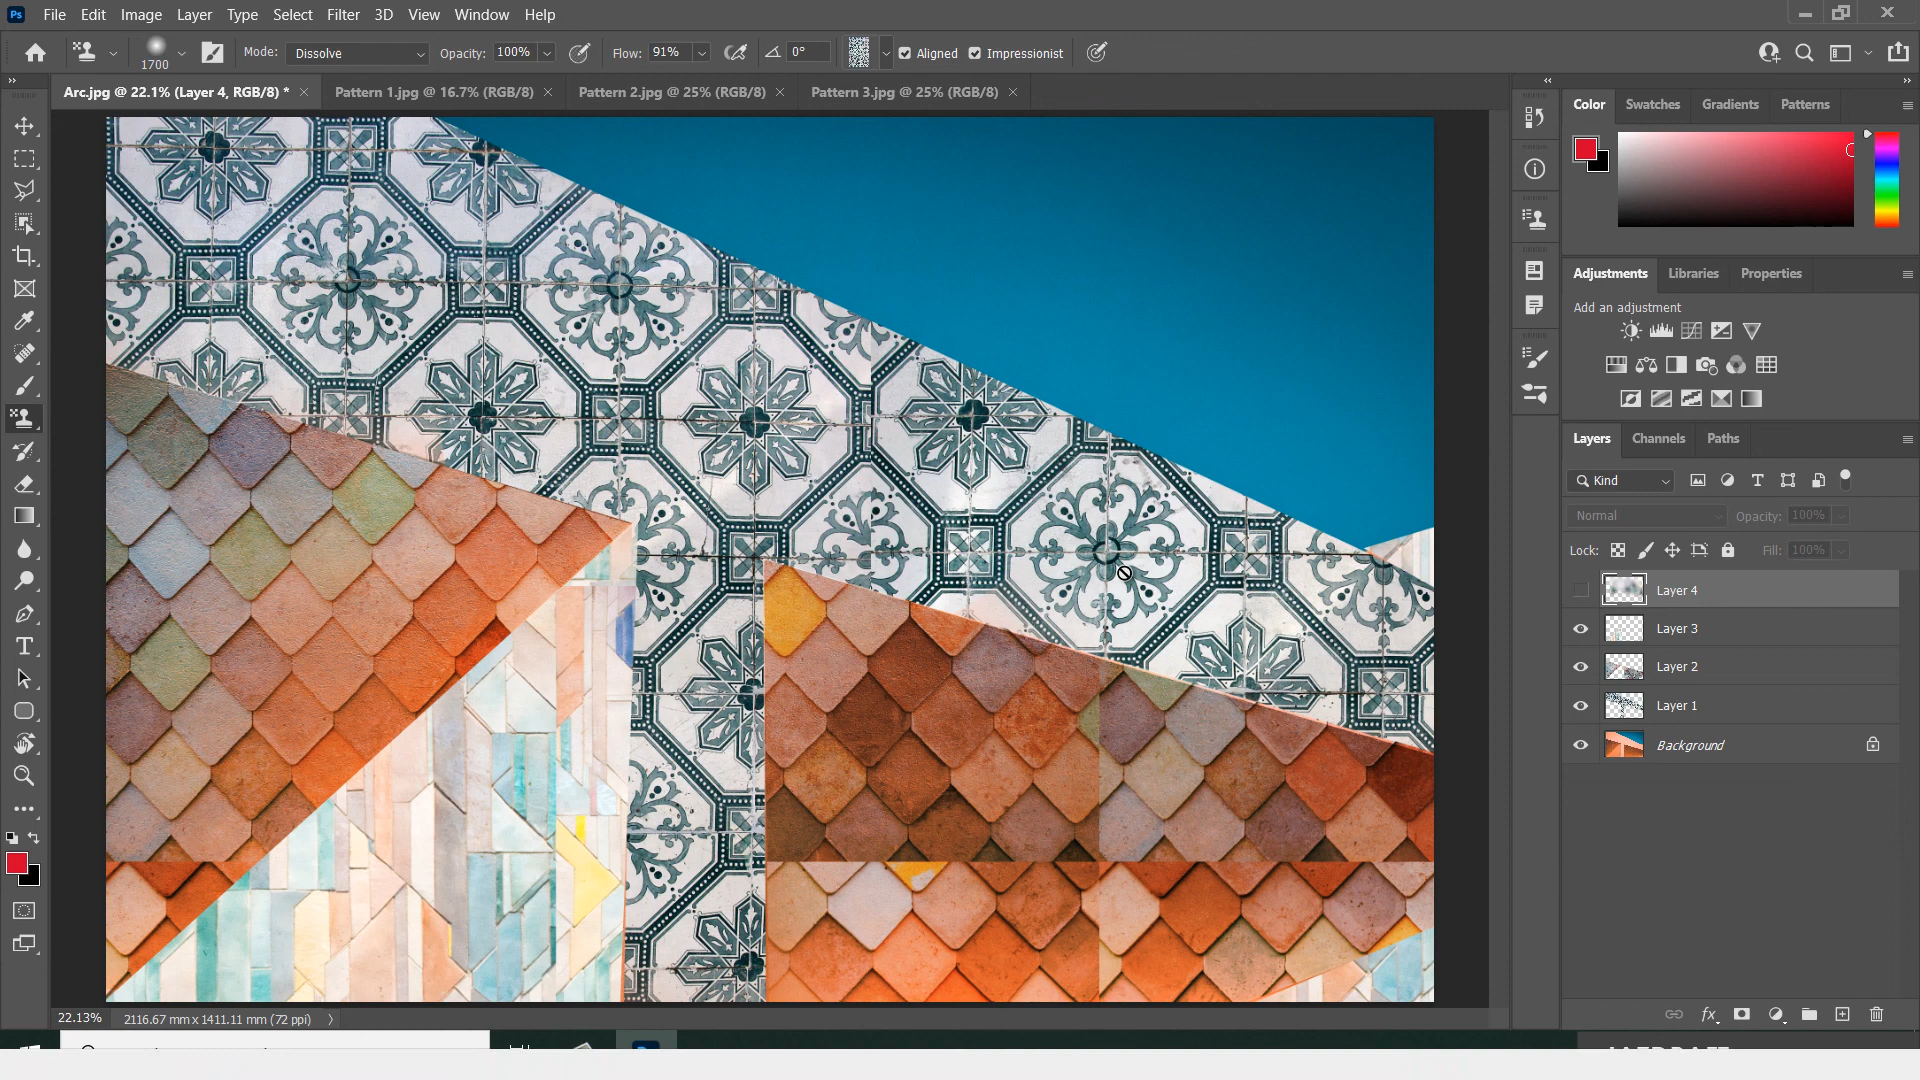 Ps File Edit Image Layer Type Select Filter 3D View Window Help
1700 Mode: Dissolve Opacity: 100% Flow: 91% 0° Aligned Impressionist
Arc.jpg @ 22.1% (Layer 4, RGB/8) * Pattern 1.jpg @ 16.7% (RGB/8) Pattern 2.jpg @ 25% (RGB/8) Pattern 3.jpg @ 25% (RGB/8)
Color Swatches Gradients Patterns
Adjustments Libraries Properties
Add an adjustment
Layers Channels Paths
Kind
Normal Opacity: 100%
Lock: Fill: 100%
Layer 4
Layer 3
Layer 2
Layer 1
Background
fx
22.13% 2116.67 mm x 1411.11 mm (72 ppi)